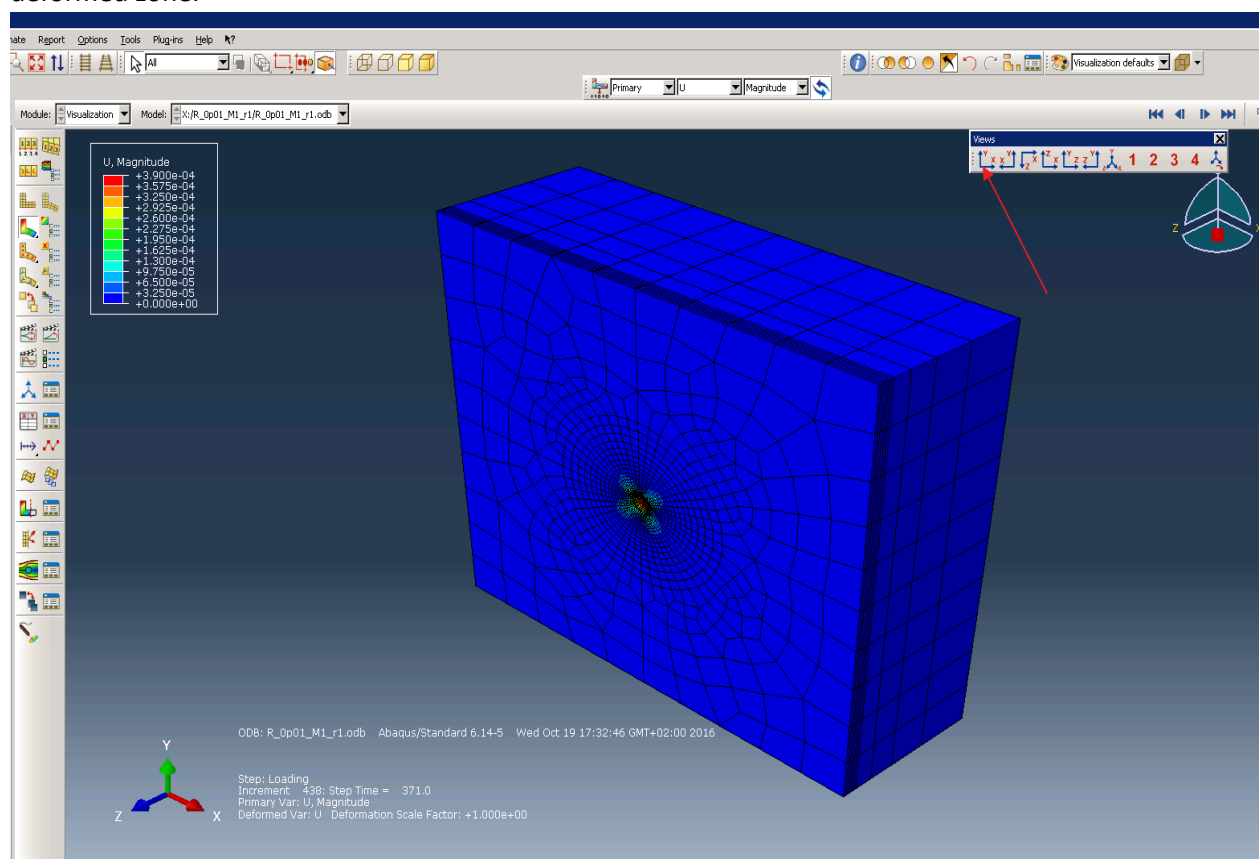 deformed zone.
Report Options Tools Plug-ins Help
All
Visualization defaults
Primary U Magnitude
Module: Visualization Model: X:/R_0p01_M1_r1/R_0p01_M1_r1.odb
Views
1 2 3 4
U, Magnitude
+3.900e-04
+3.575e-04
+3.250e-04
+2.925e-04
+2.600e-04
+2.275e-04
+1.950e-04
+1.625e-04
+1.300e-04
+9.750e-05
+6.500e-05
+3.250e-05
+0.000e+00
Z
ODB: R_0p01_M1_r1.odb Abaqus/Standard 6.14-5 Wed Oct 19 17:32:46 GMT+02:00 2016
Y
Step: Loading
Increment 438: Step Time = 371.0
Primary Var: U, Magnitude
Deformed Var: U Deformation Scale Factor: +1.000e+00
Z X